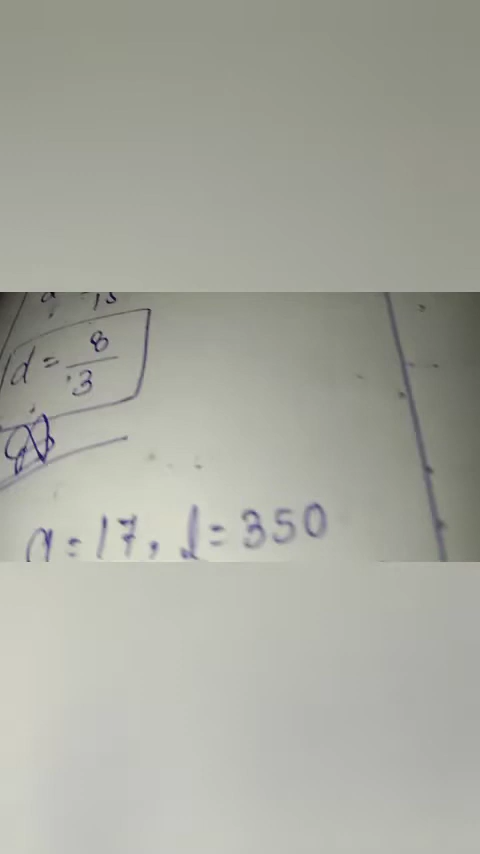 d = 8/3
a = 17, l = 350